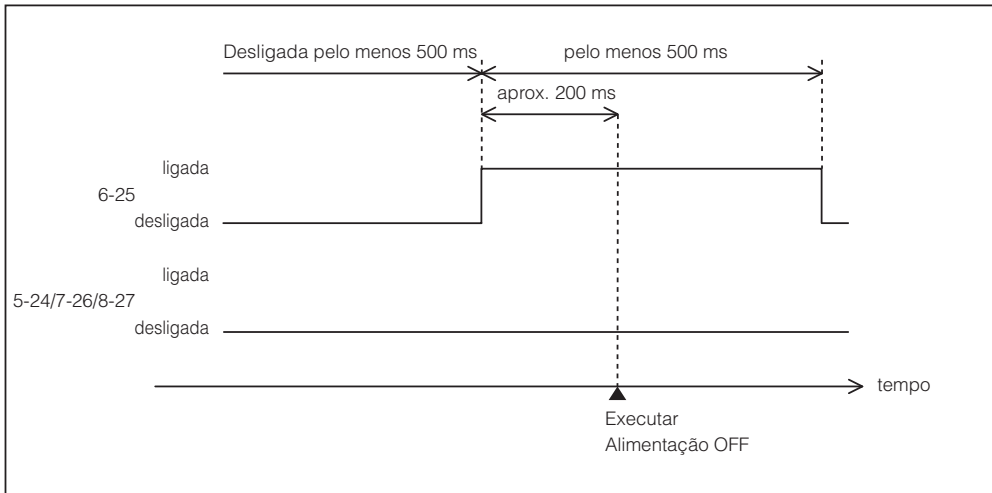 Desligada pelo menos 500 ms
pelo menos 500 ms
aprox. 200 ms
ligada
6-25
desligada
ligada
5-24/7-26/8-27
desligada
tempo
Executar
Alimentação OFF